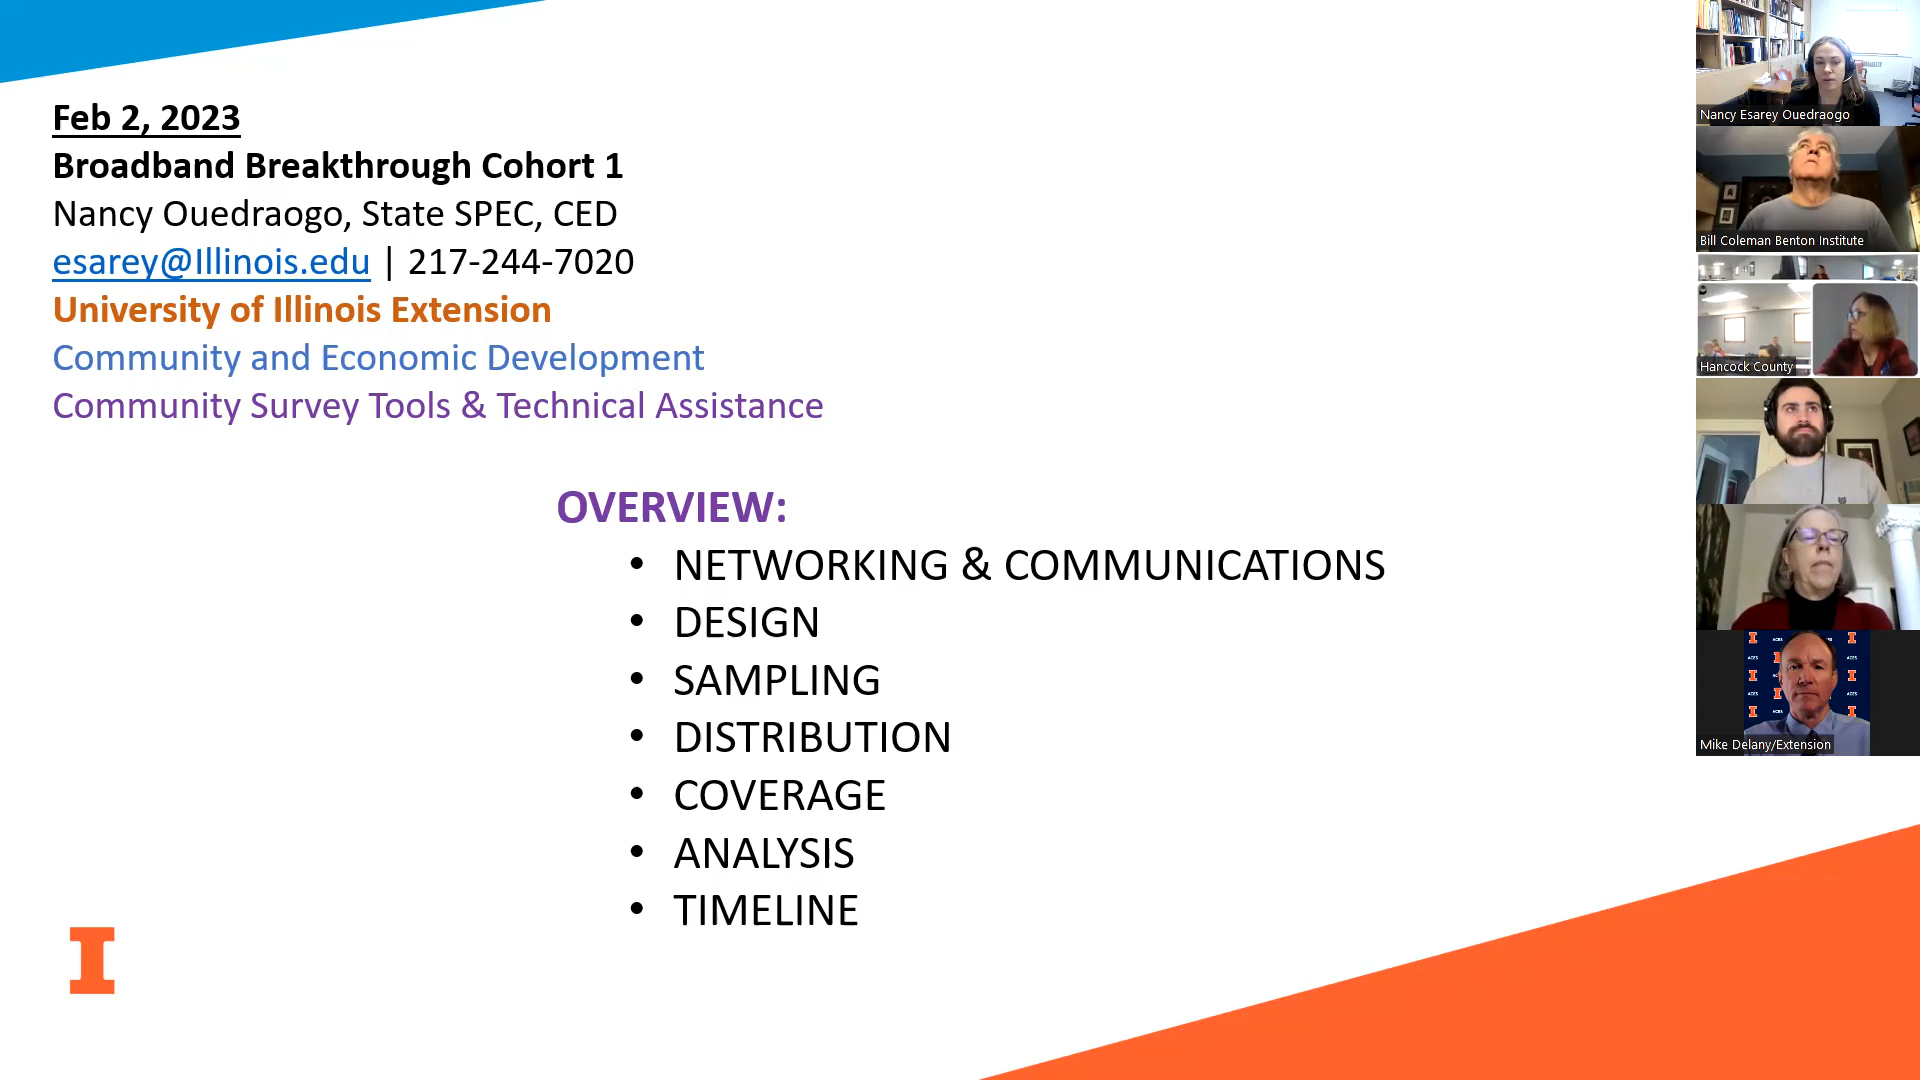 Feb 2, 2023
Broadband Breakthrough Cohort 1
Nancy Ouedraogo, State SPEC, CED
esarey@Illinois.edu | 217-244-7020
University of Illinois Extension
Community and Economic Development
Community Survey Tools & Technical Assistance
OVERVIEW:
• NETWORKING & COMMUNICATIONS
• DESIGN
• SAMPLING
• DISTRIBUTION
• COVERAGE
• ANALYSIS
• TIMELINE
I
Nancy Esarey Ouedraogo
Bill Coleman Benton Institute
Hancock County
Mike Delany/Extension